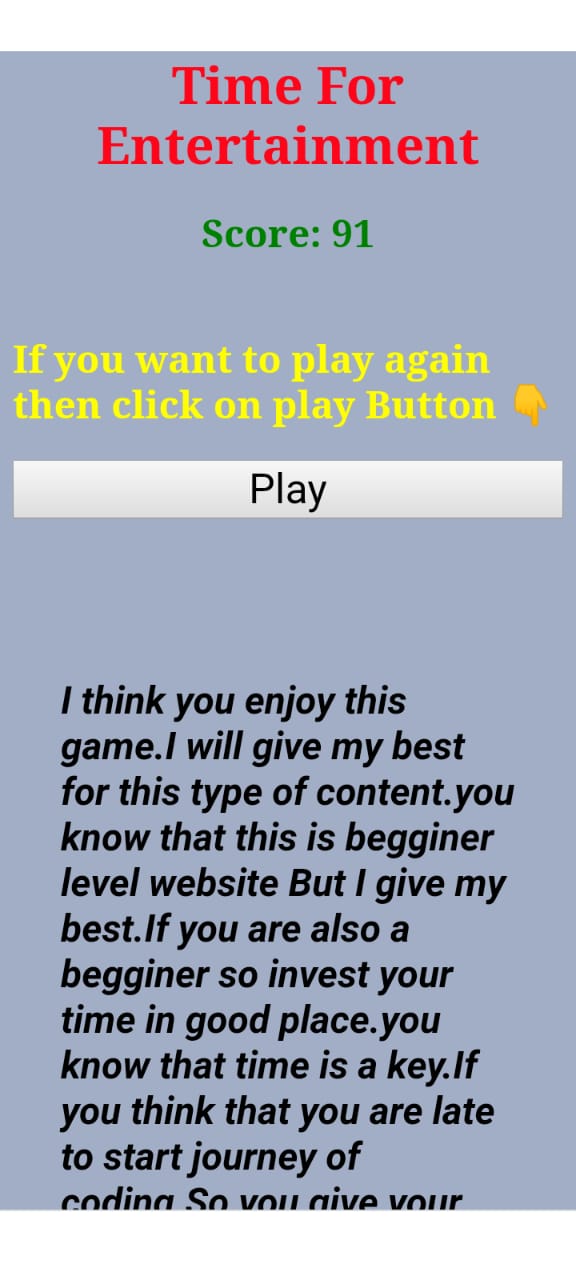 Time For
Entertainment
Score: 91
If you want to play again
then click on play Button 👇
Play
I think you enjoy this
game.I will give my best
for this type of content.you
know that this is begginer
level website But I give my
best.If you are also a
begginer so invest your
time in good place.you
know that time is a key.If
you think that you are late
to start journey of
coding.So you give your